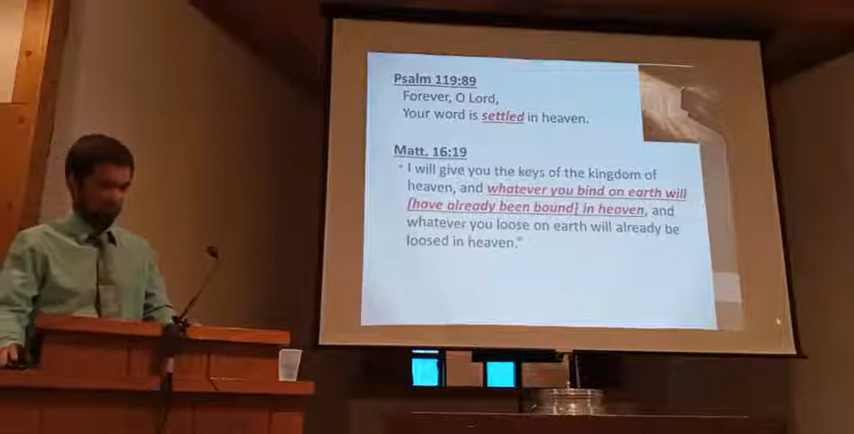 Psalm 119:89
Forever, O Lord,
Your word is settled in heaven.
Matt. 16:19
• I will give you the keys of the kingdom of
heaven, and whatever you bind on earth will
[have already been bound] in heaven, and
whatever you loose on earth will already be
loosed in heaven."